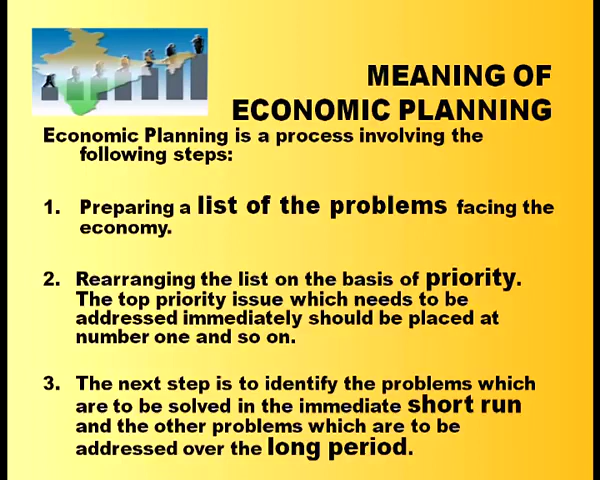 MEANING OF
ECONOMIC PLANNING
Economic Planning is a process involving the
following steps:
1. Preparing a list of the problems facing the
economy.
2. Rearranging the list on the basis of priority.
The top priority issue which needs to be
addressed immediately should be placed at
number one and so on.
3. The next step is to identify the problems which
are to be solved in the immediate short run
and the other problems which are to be
addressed over the long period.